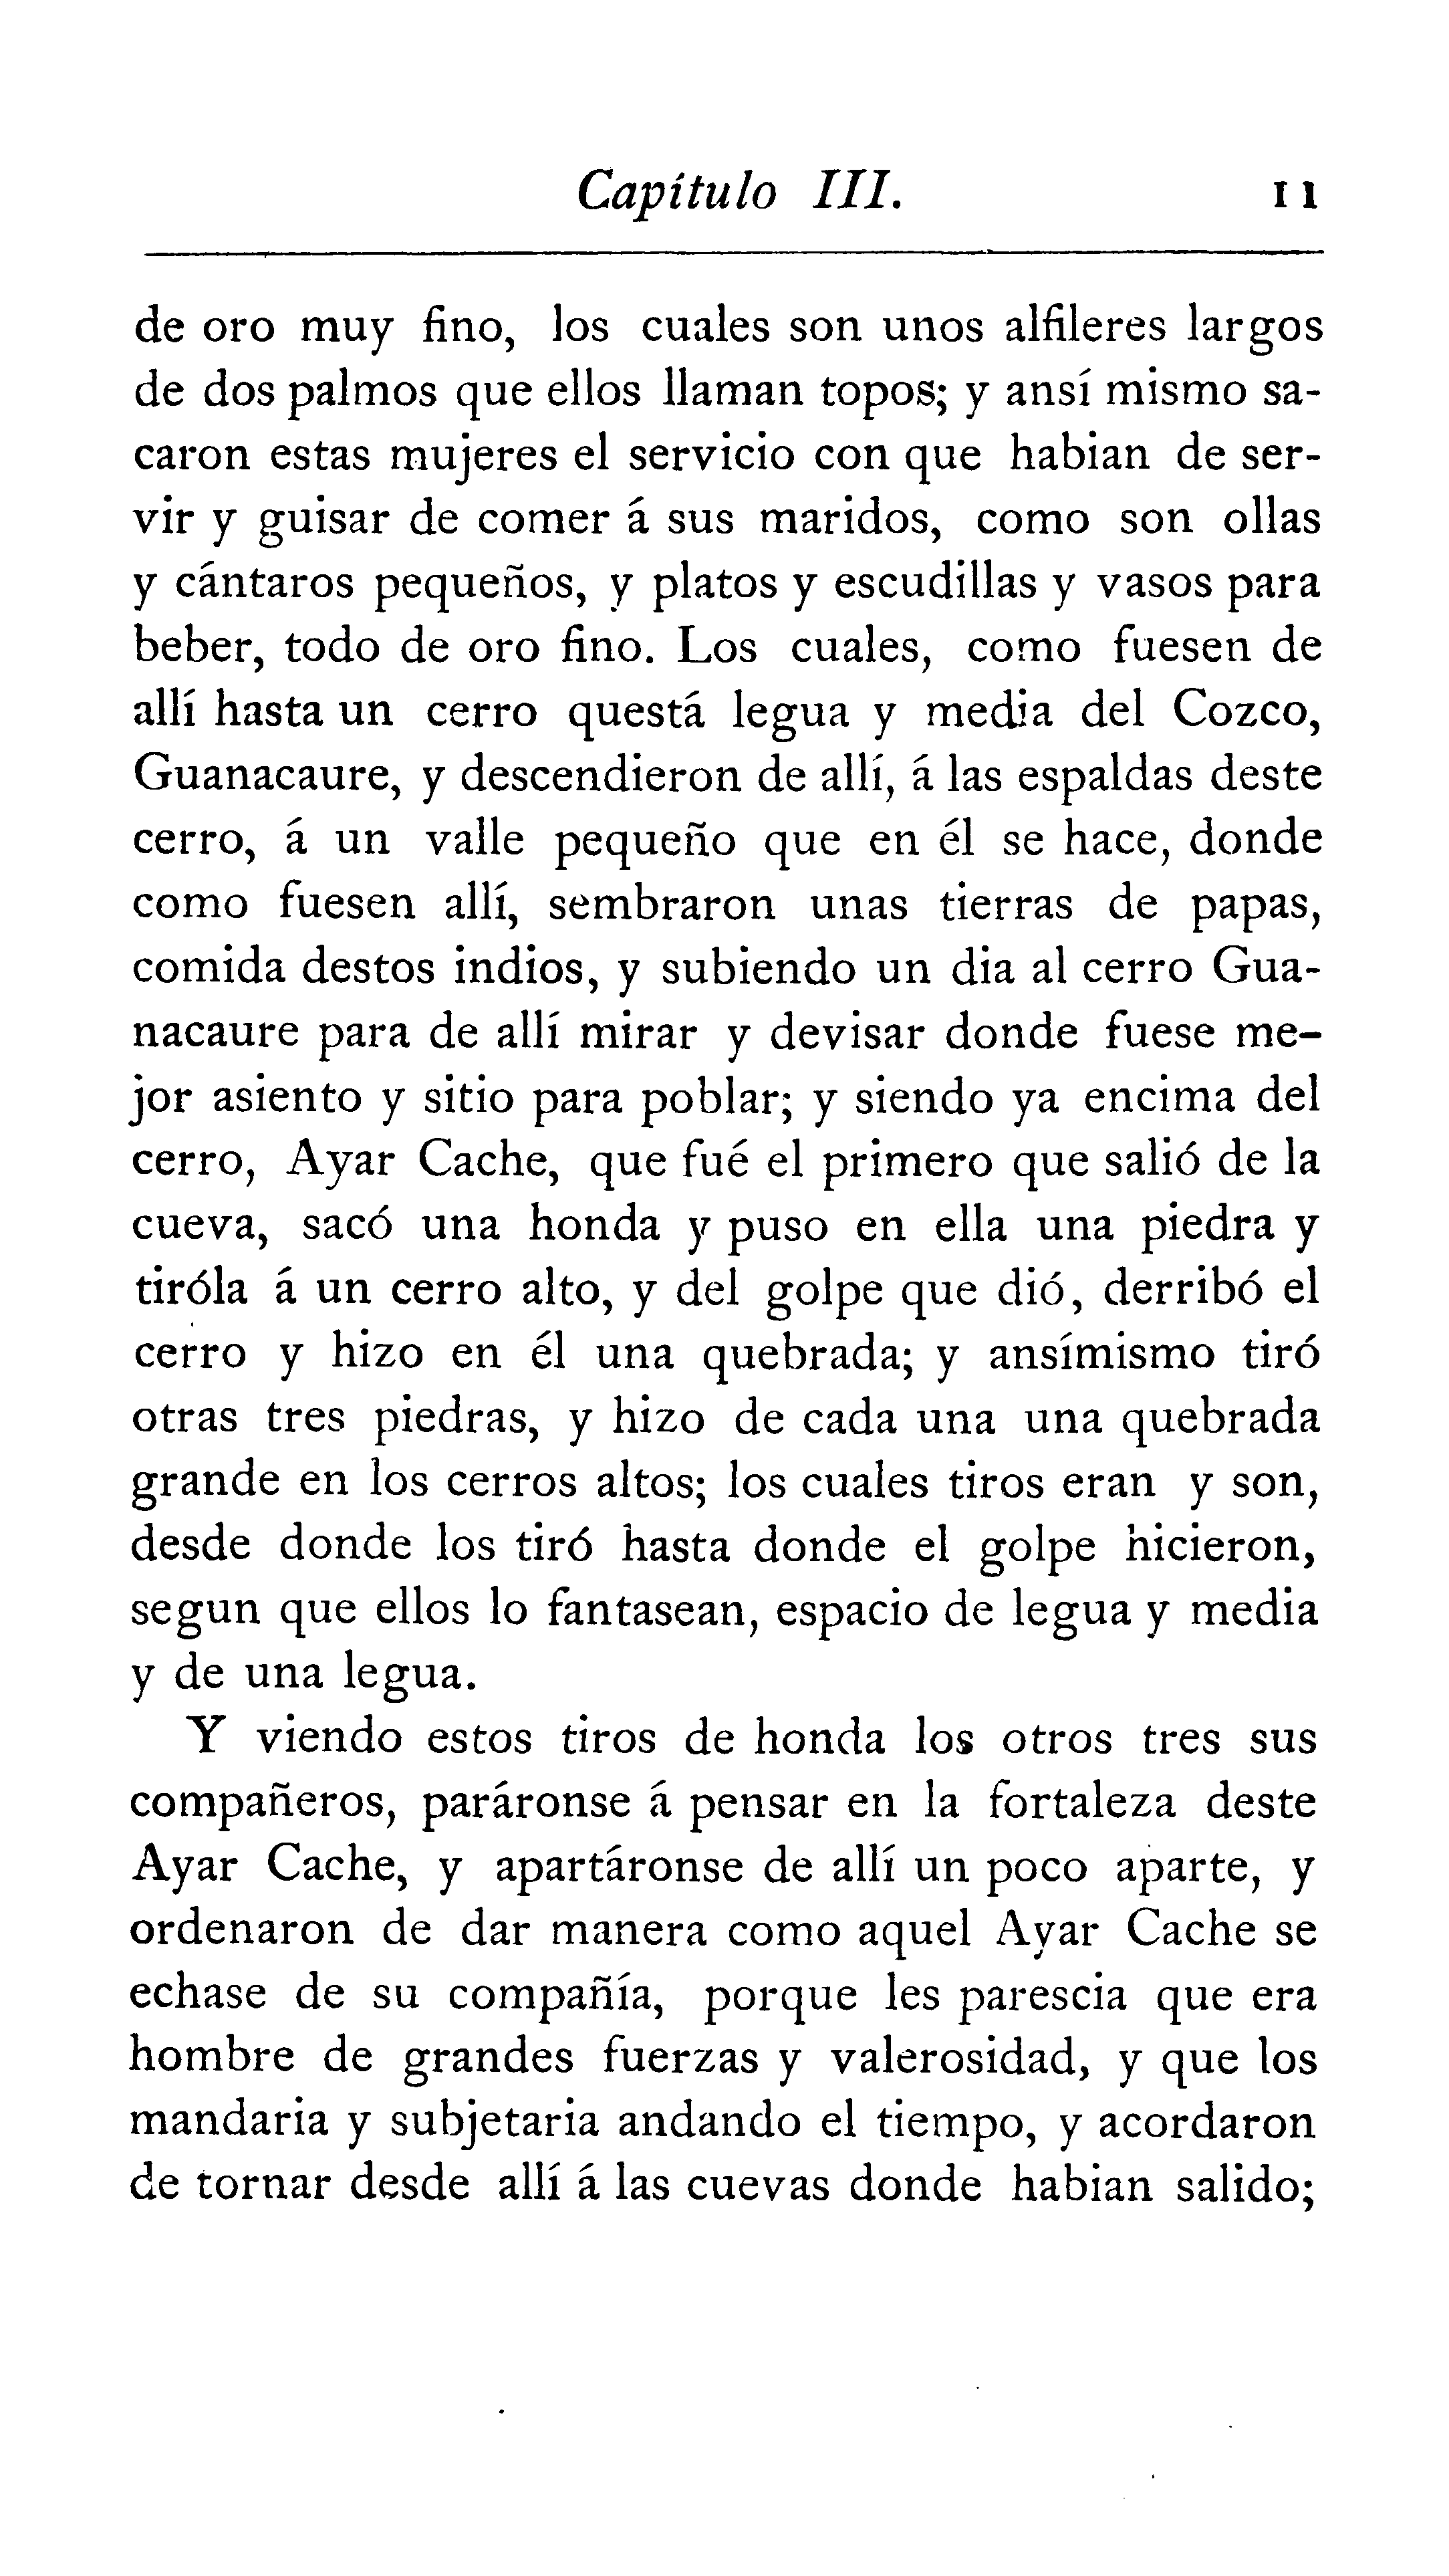 Capítulo III. 11
de oro muy fino, los cuales son unos alfileres largos
de dos palmos que ellos llaman topos; y ansí mismo sa-
caron estas mujeres el servicio con que habian de ser-
vir y guisar de comer á sus maridos, como son ollas
y cántaros pequeños, y platos y escudillas y vasos para
beber, todo de oro fino. Los cuales, como fuesen de
allí hasta un cerro questá legua y media del Cozco,
Guanacaure, y descendieron de allí, á las espaldas deste
cerro, á un valle pequeño que en él se hace, donde
como fuesen allí, sembraron unas tierras de papas,
comida destos indios, y subiendo un dia al cerro Gua-
nacaure para de allí mirar y devisar donde fuese me-
jor asiento y sitio para poblar; y siendo ya encima del
cerro, Ayar Cache, que fué el primero que salió de la
cueva, sacó una honda y puso en ella una piedra y
tiróla á un cerro alto, y del golpe que dió, derribó el
cerro y hizo en él una quebrada; y ansímismo tiró
otras tres piedras, y hizo de cada una una quebrada
grande en los cerros altos; los cuales tiros eran y son,
desde donde los tiró hasta donde el golpe hicieron,
segun que ellos lo fantasean, espacio de legua y media
y de una legua.
Y viendo estos tiros de honda los otros tres sus
compañeros, paráronse á pensar en la fortaleza deste
Ayar Cache, y apartáronse de allí un poco aparte, y
ordenaron de dar manera como aquel Ayar Cache se
echase de su compañía, porque les parescia que era
hombre de grandes fuerzas y valerosidad, y que los
mandaria y subjetaria andando el tiempo, y acordaron
de tornar desde allí á las cuevas donde habian salido;